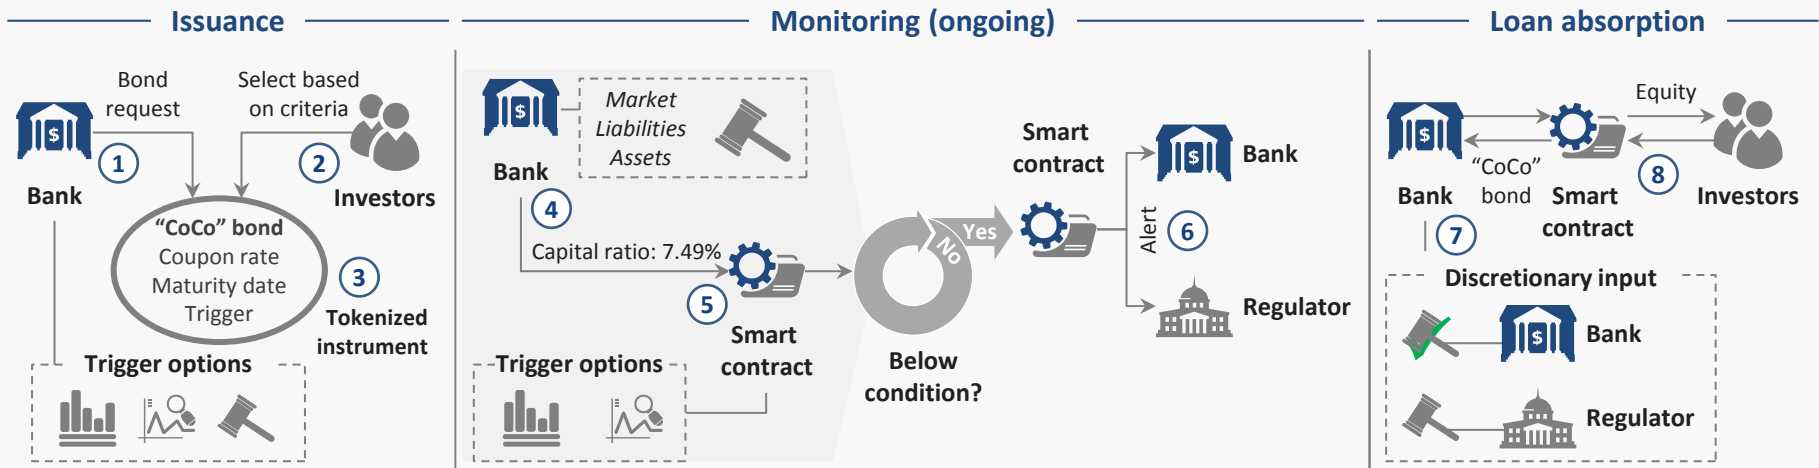 Issuance
Bond
request
Select based
on criteria
$
1
2
Bank
Investors
“CoCo” bond
Coupon rate
Maturity date
Trigger
3
Tokenized
instrument
Trigger options
Monitoring (ongoing)
$
Market
Liabilities
Assets
Bank
4
Capital ratio: 7.49%
5
Smart
contract
Trigger options
Yes
No
Below
condition?
Smart
contract
$
Bank
Alert
6
Regulator
Loan absorption
$
Equity
“CoCo”
bond
8
Bank
Smart
contract
Investors
7
Discretionary input
$
Bank
Regulator